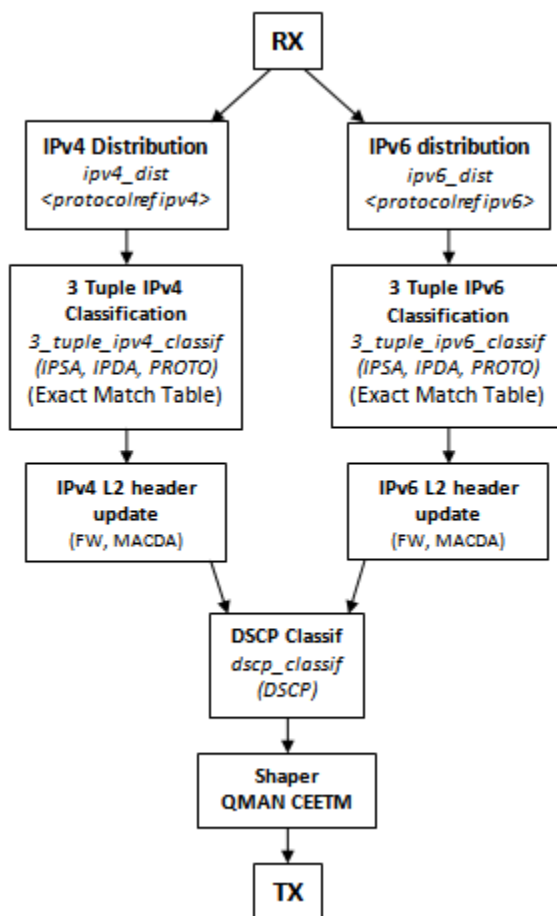 RX
IPv4 Distribution
ipv4_dist
<protocolrefipv4>
IPv6 distribution
ipv6_dist
<protocolrefipv6>
3 Tuple IPv4
Classification
3_tuple_ipv4_classif
(IPSA, IPDA, PROTO)
(Exact Match Table)
3 Tuple IPv6
Classification
3_tuple_ipv6_classif
(IPSA, IPDA, PROTO)
(Exact Match Table)
IPv4 L2 header
update
(FW, MACDA)
IPv6 L2 header
update
(FW, MACDA)
DSCP Classif
dscp_classif
(DSCP)
Shaper
QMAN CEETM
TX